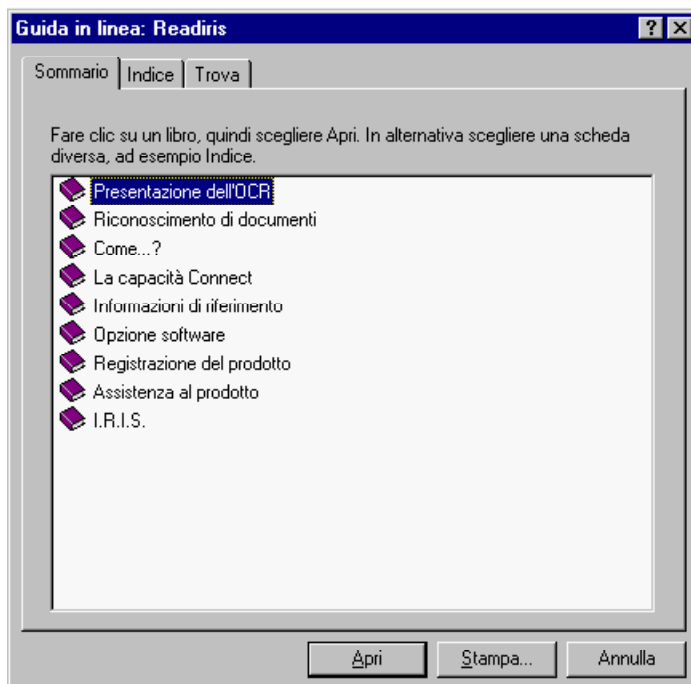 Guida in linea: Readiris
Sommario Indice Trova
Fare clic su un libro, quindi scegliere Apri. In alternativa scegliere una scheda
diversa, ad esempio Indice.
Presentazione dell'OCR
Riconoscimento di documenti
Come...?
La capacità Connect
Informazioni di riferimento
Opzione software
Registrazione del prodotto
Assistenza al prodotto
I.R.I.S.
Apri Stampa... Annulla